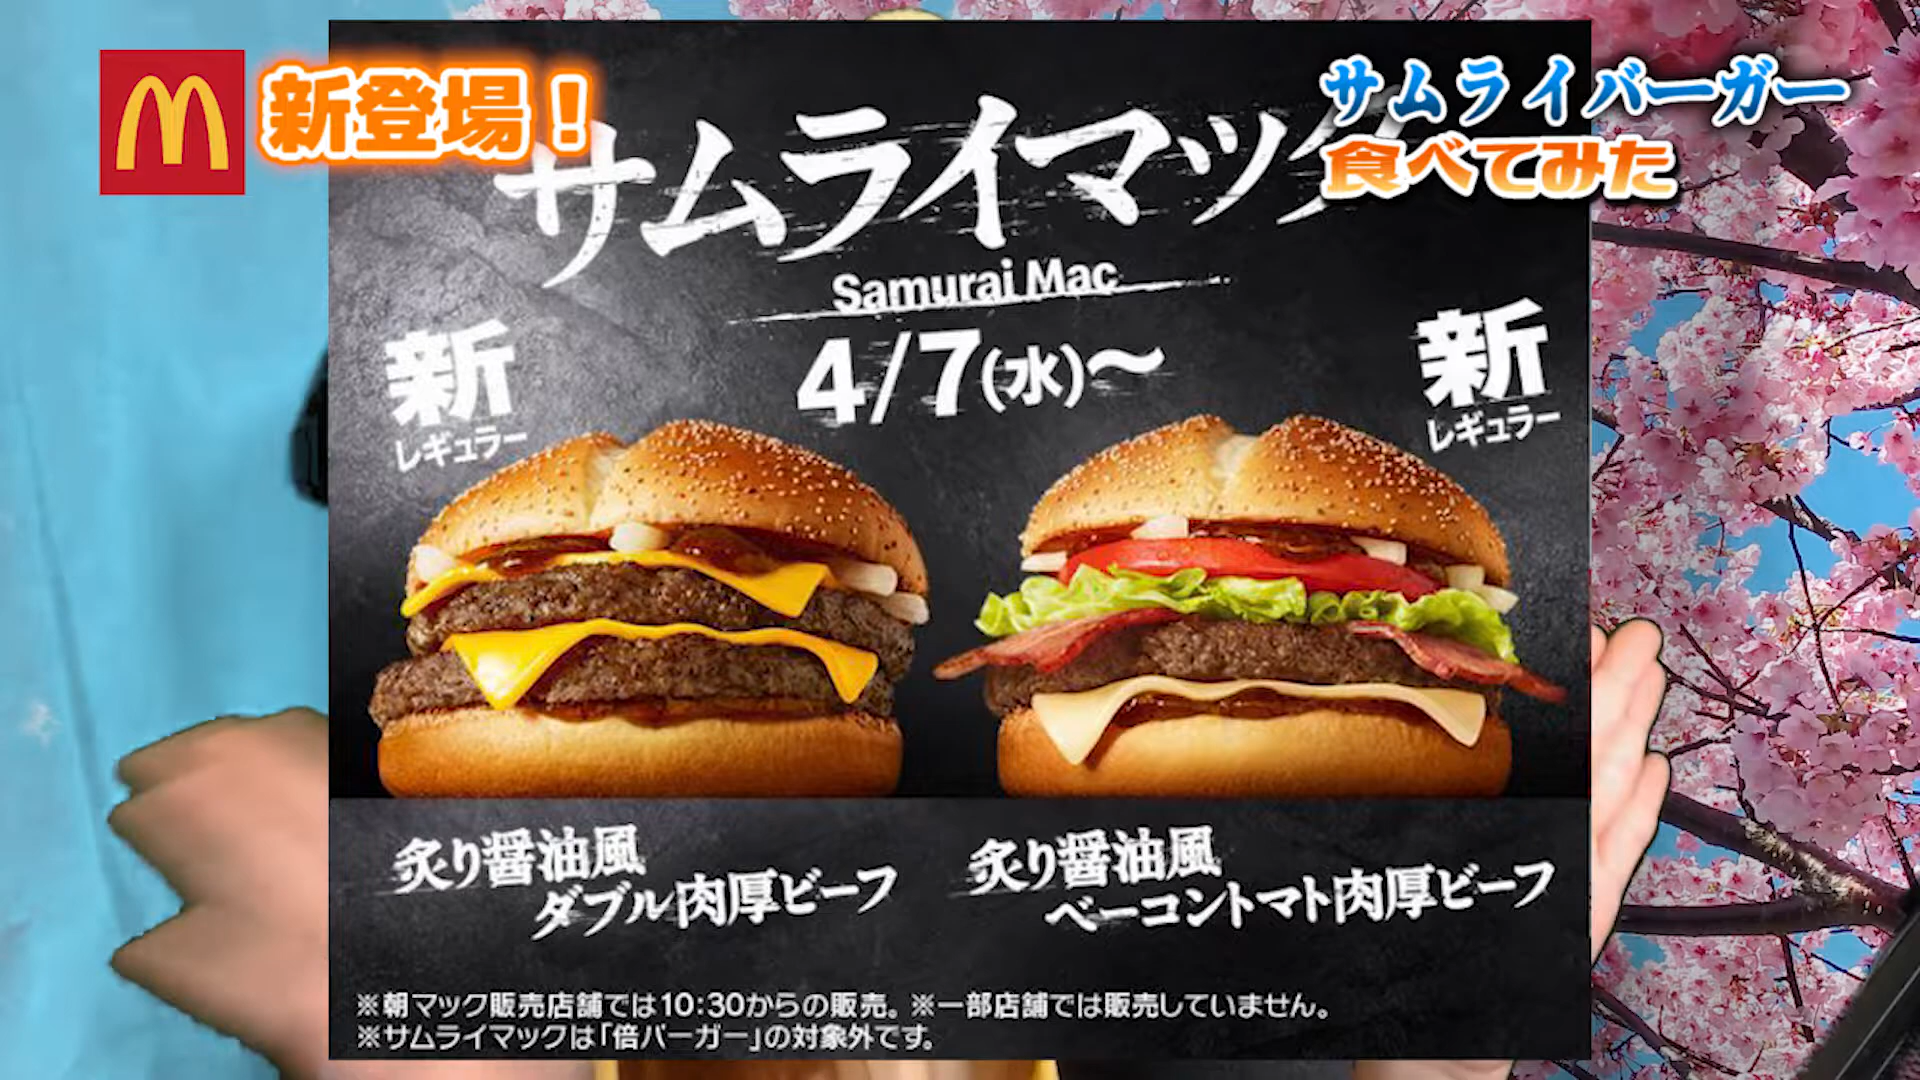 新登場！
サムライバーガー
食べてみた
サムライマック
Samurai Mac
4/7(水)～
新
レギュラー
新
レギュラー
炙り醤油風
ダブル肉厚ビーフ
炙り醤油風
ベーコントマト肉厚ビーフ
※朝マック販売店舗では10:30からの販売。※一部店舗では販売していません。
※サムライマックは「倍バーガー」の対象外です。